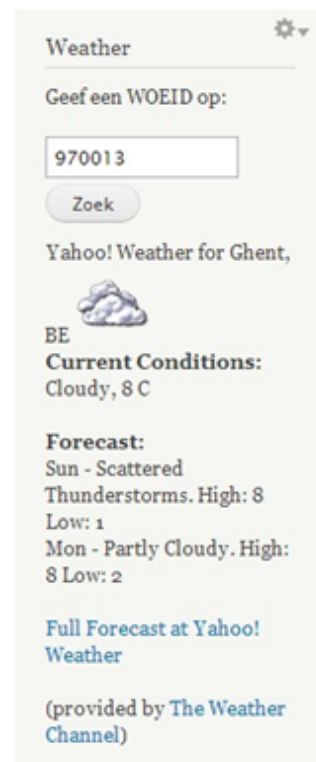 Weather
Geef een WOEID op:
970013
Zoek
Yahoo! Weather for Ghent,
BE
Current Conditions:
Cloudy, 8 C
Forecast:
Sun - Scattered
Thunderstorms. High: 8
Low: 1
Mon - Partly Cloudy. High:
8 Low: 2
Full Forecast at Yahoo!
Weather
(provided by The Weather
Channel)